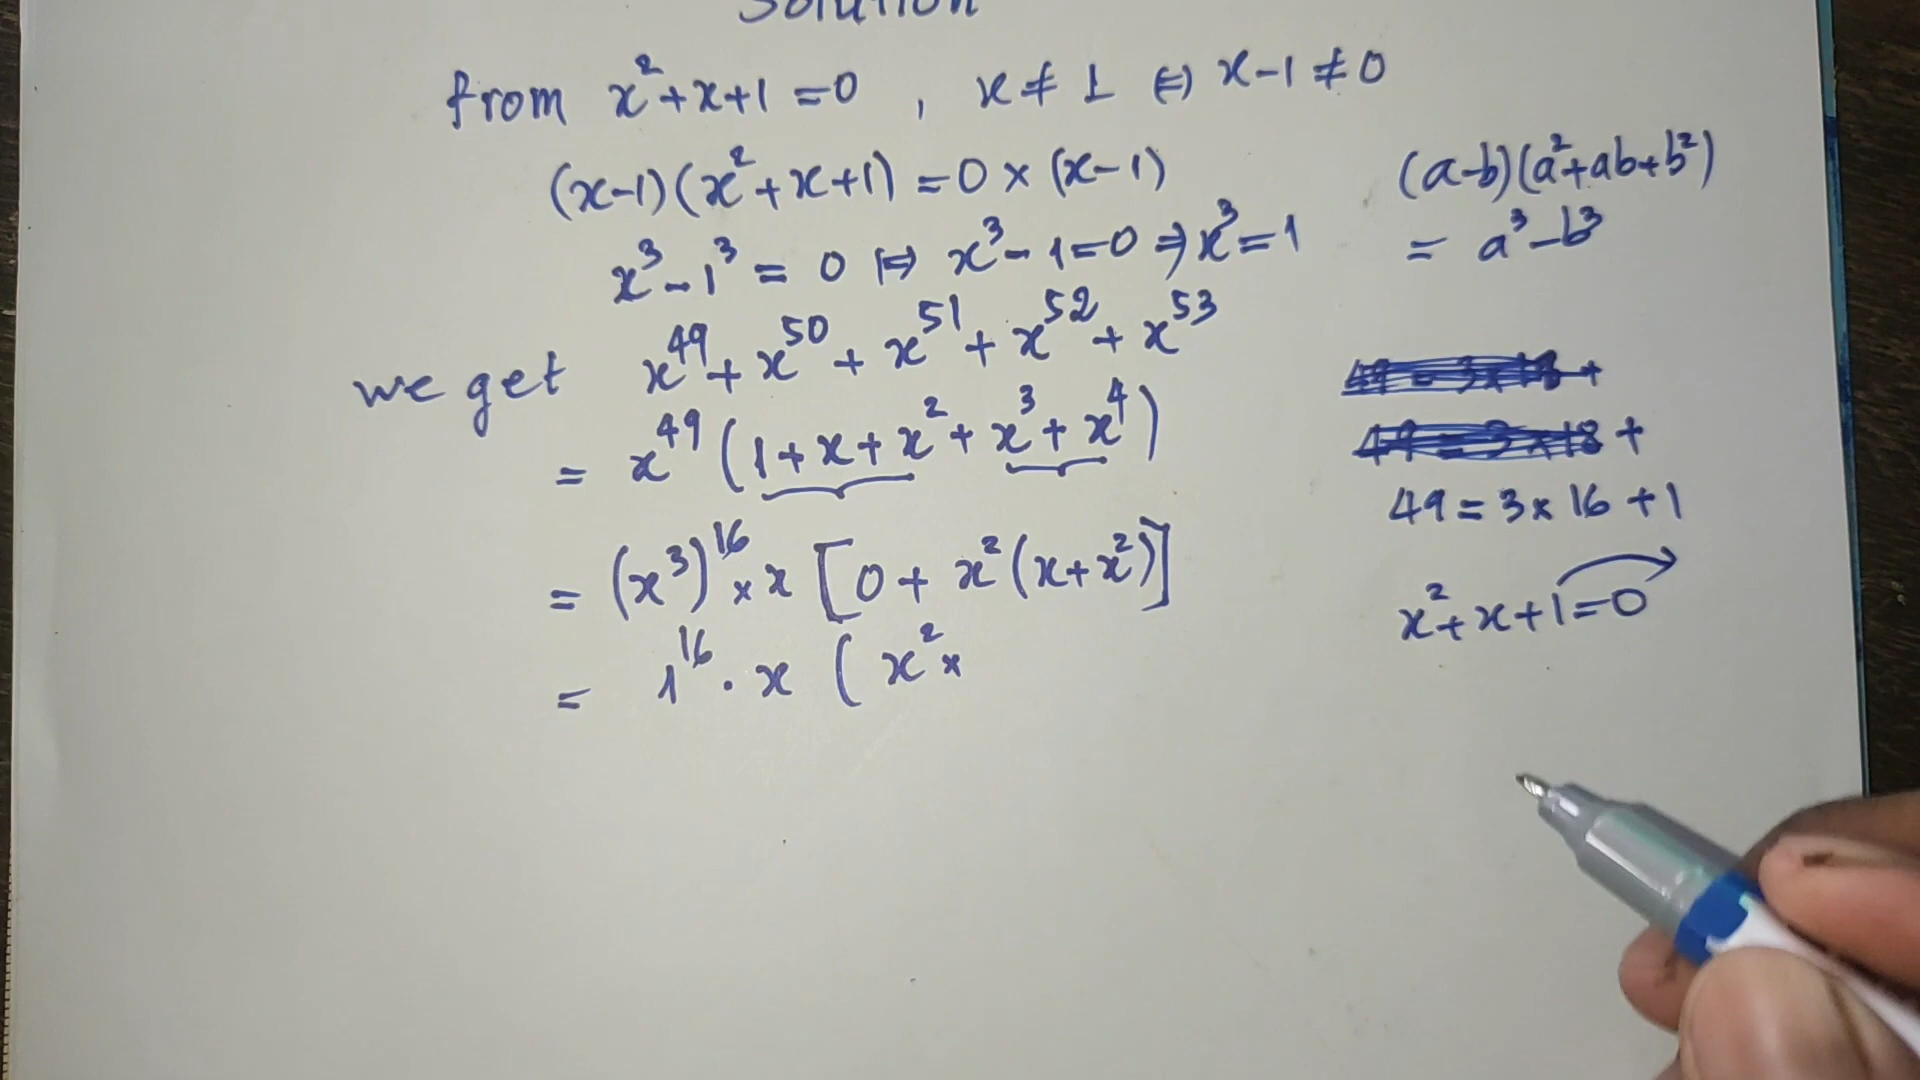 Solution
from x²+x+1=0 , x≠1 ⇔ x-1≠0
(x-1)(x²+x+1)=0×(x-1)
x³-1³=0 ⇔ x³-1=0 ⇒ x³=1
we get x⁴⁹+x⁵⁰+x⁵¹+x⁵²+x⁵³
= x⁴⁹(1+x+x²+x³+x⁴)
= (x³)¹⁶×x[0+x²(x+x²)]
= 1¹⁶·x(x²×
(a-b)(a²+ab+b²)
= a³-b³
+
+
49=3×16+1
x²+x+1=0